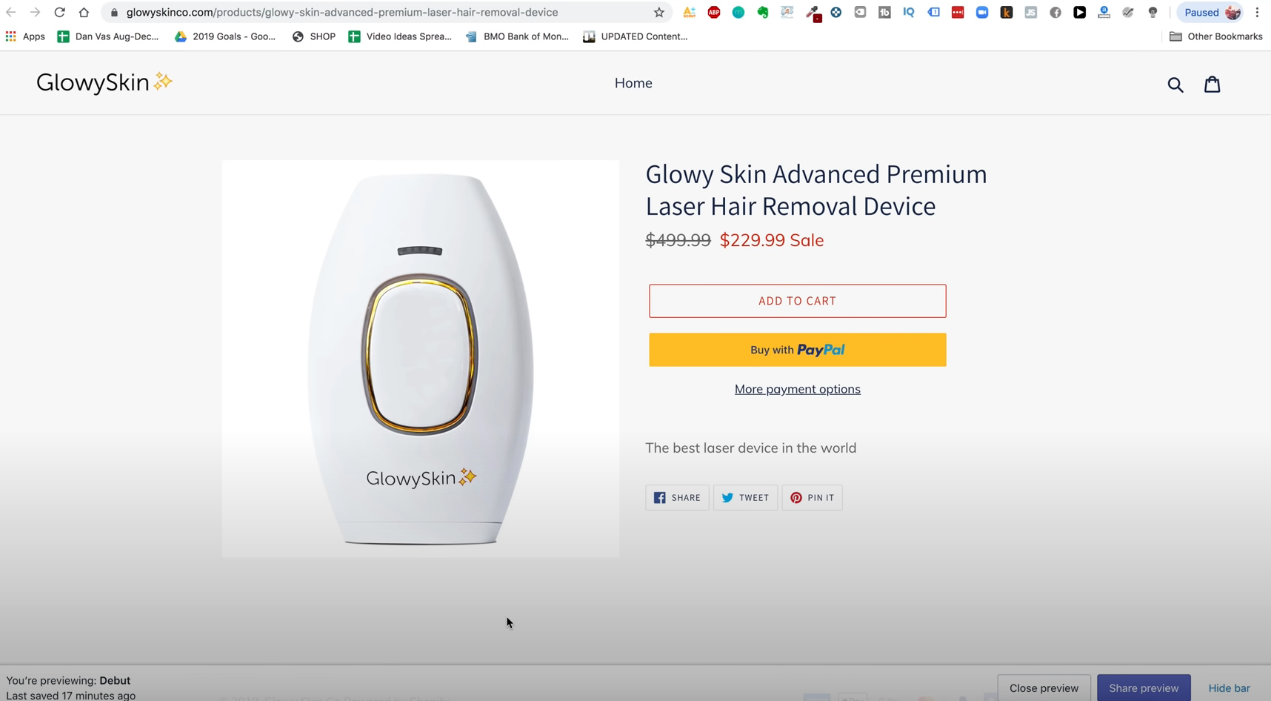 glowyskinco.com/products/glowy-skin-advanced-premium-laser-hair-removal-device
Paused
Apps
Dan Vas Aug-Dec...
2019 Goals - Goo...
SHOP
Video Ideas Sprea...
BMO Bank of Mon...
UPDATED Content...
Other Bookmarks
GlowySkin
Home
Glowy Skin Advanced Premium
Laser Hair Removal Device
$499.99 $229.99 Sale
ADD TO CART
Buy with PayPal
More payment options
The best laser device in the world
GlowySkin
SHARE
TWEET
PIN IT
You're previewing: Debut
Last saved 17 minutes ago
Close preview
Share preview
Hide bar